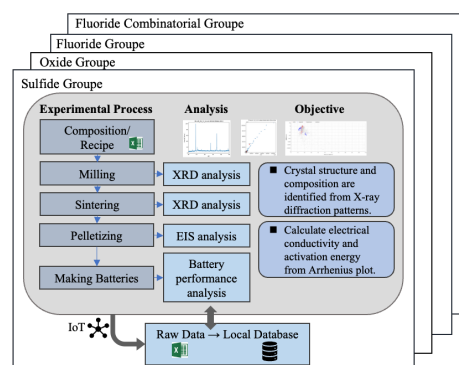 Fluoride Combinatorial Groupe
Fluoride Groupe
Oxide Groupe
Sulfide Groupe
Experimental Process
Analysis
Objective
Composition/
Recipe
Milling
XRD analysis
Sintering
XRD analysis
Pelletizing
EIS analysis
Making Batteries
Battery
performance
analysis
■ Crystal structure and
composition are
identified from X-ray
diffraction patterns.
■ Calculate electrical
conductivity and
activation energy
from Arrhenius plot.
IoT
Raw Data → Local Database